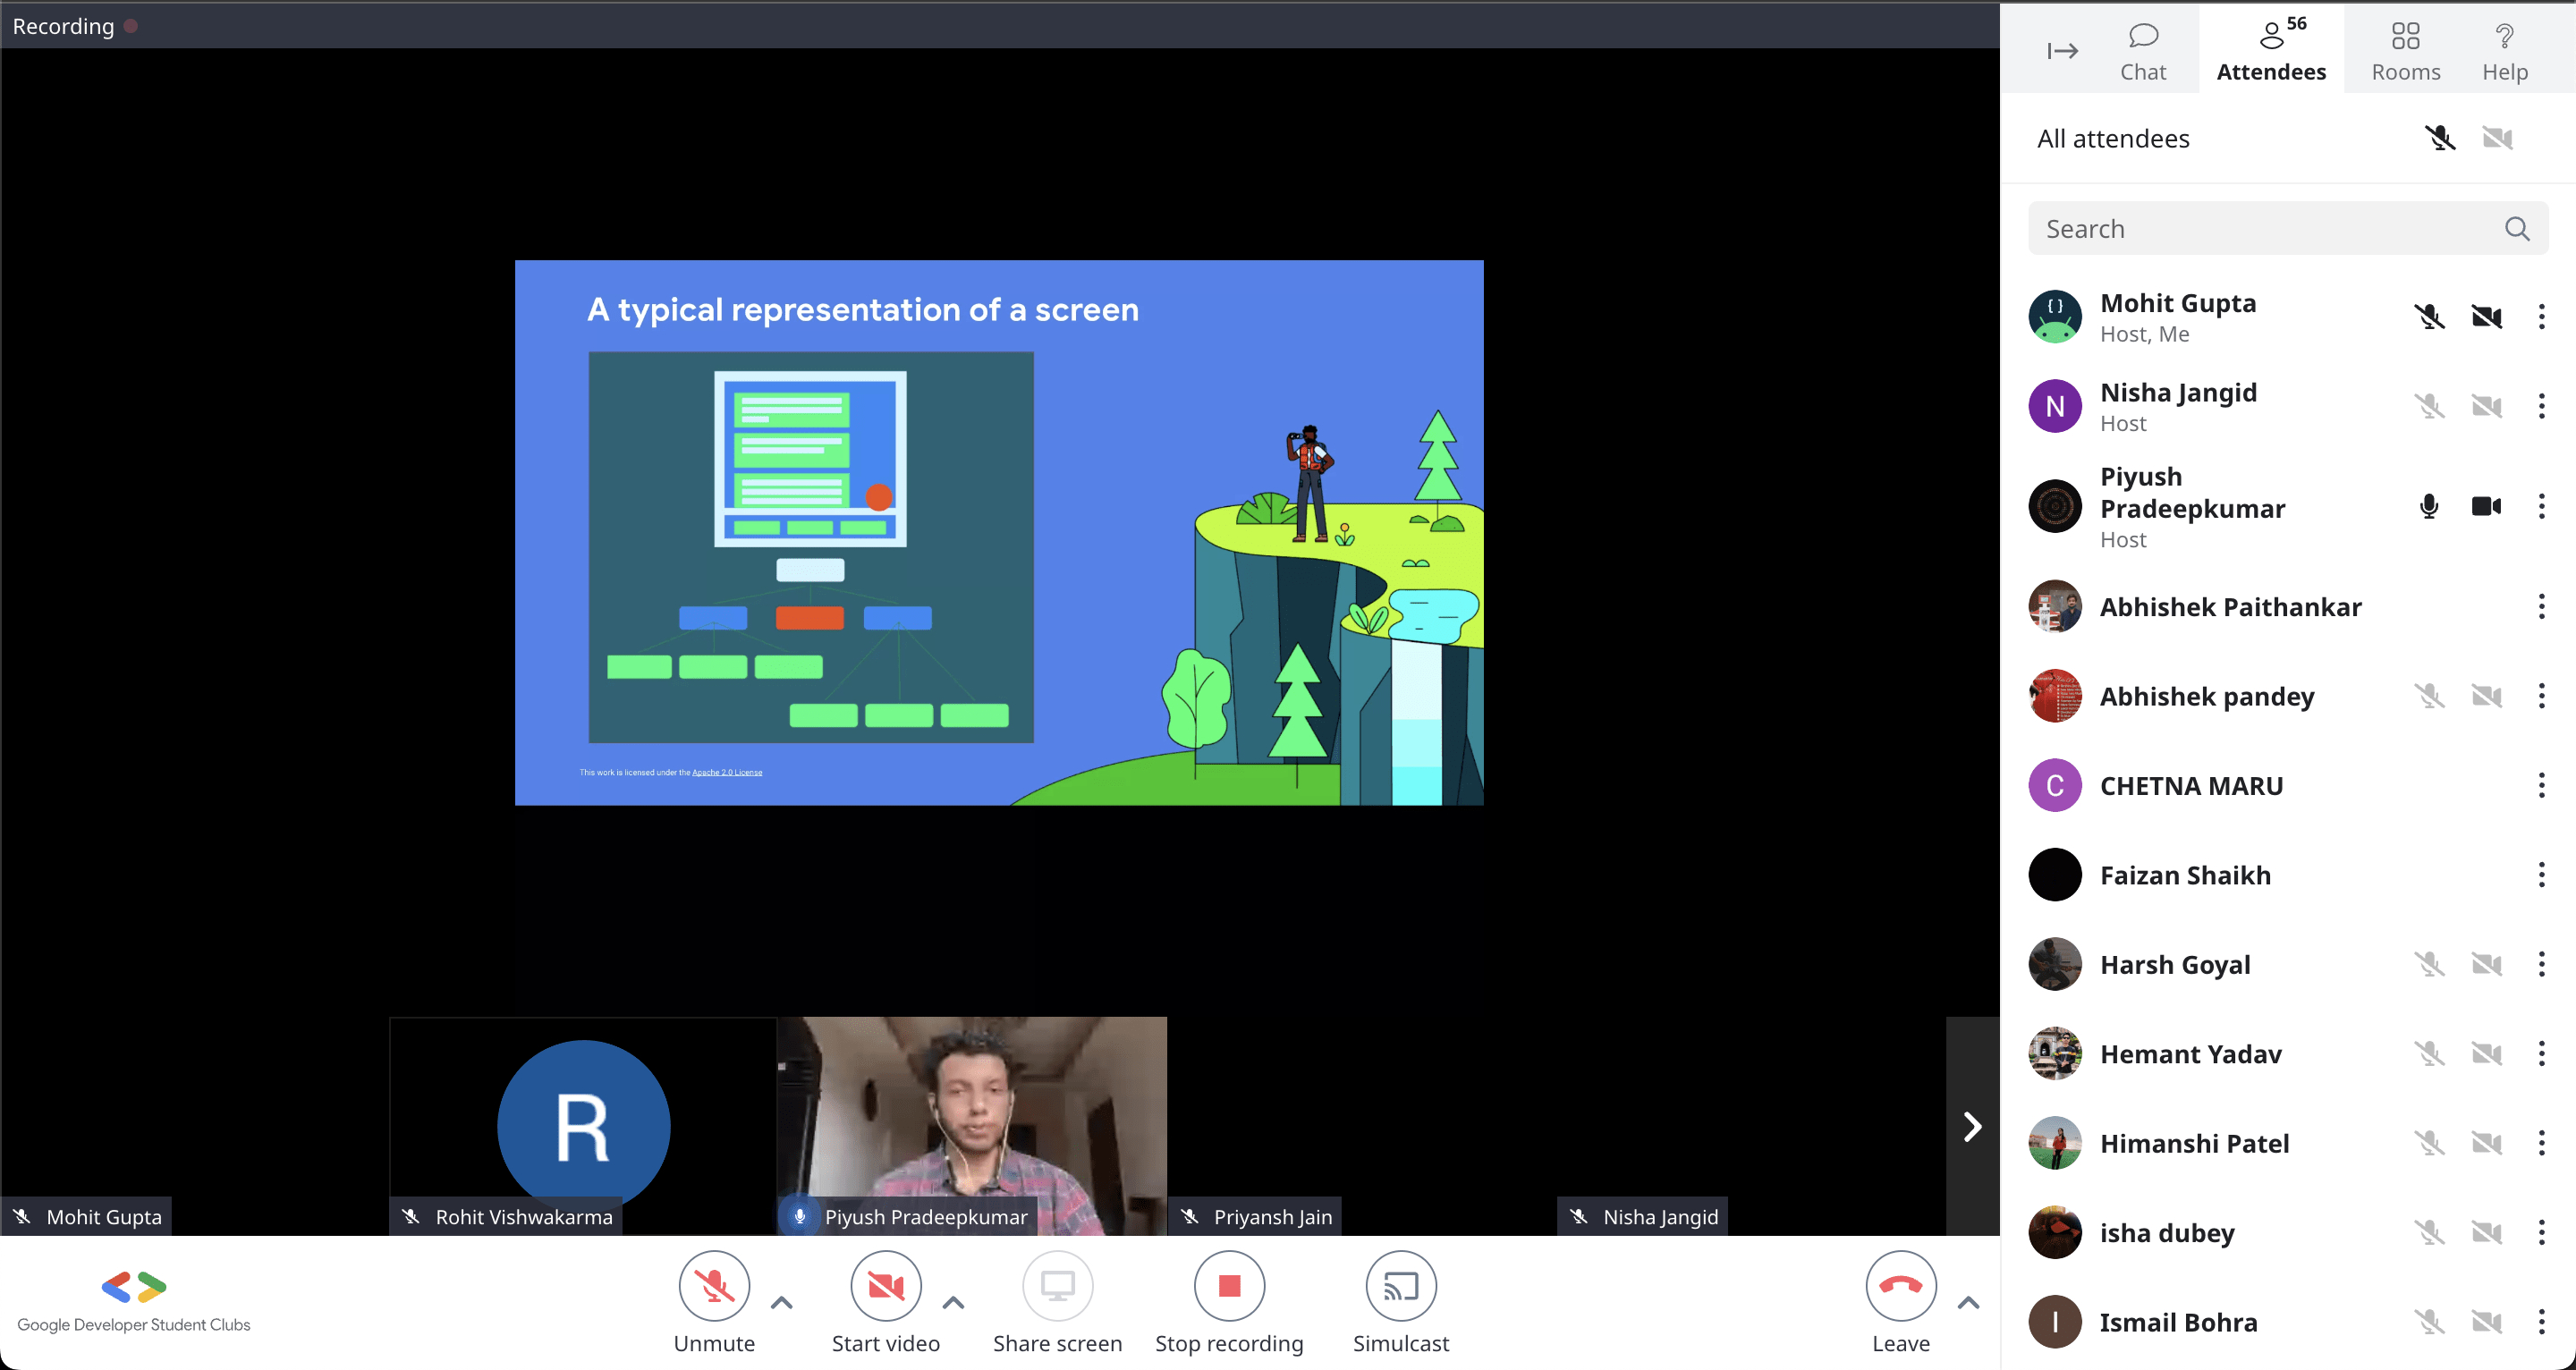 Recording
A typical representation of a screen
This work is licensed under the Apache 2.0 License
R
Mohit Gupta
Rohit Vishwakarma
Piyush Pradeepkumar
Priyansh Jain
Nisha Jangid
Google Developer Student Clubs
Unmute
Start video
Share screen
Stop recording
Simulcast
Leave
Chat
56
Attendees
Rooms
Help
All attendees
Search
{ }
Mohit Gupta
Host, Me
N
Nisha Jangid
Host
Piyush
Pradeepkumar
Host
Abhishek Paithankar
Abhishek pandey
C
CHETNA MARU
Faizan Shaikh
Harsh Goyal
Hemant Yadav
Himanshi Patel
isha dubey
I
Ismail Bohra